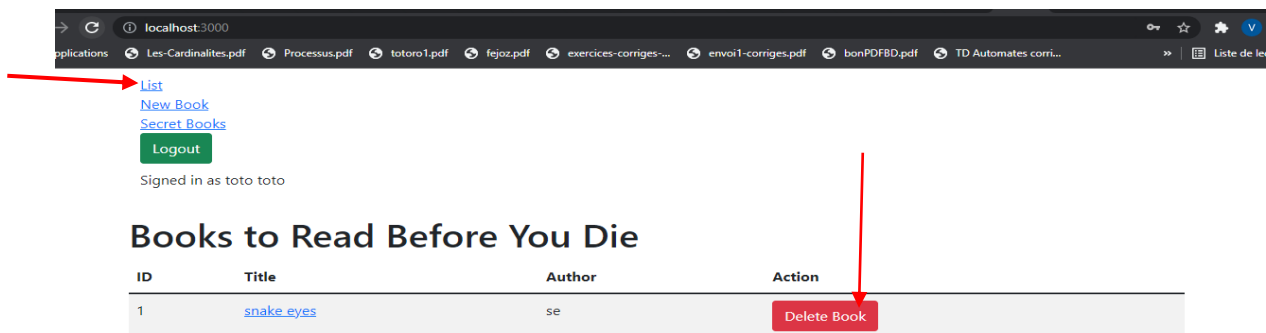 localhost:3000
pplications Les-Cardinalites.pdf Processus.pdf totoro1.pdf fejoz.pdf exercices-corriges-... envoi1-corriges.pdf bonPDFBD.pdf TD Automates corri... » Liste de le
List
New Book
Secret Books
Logout
Signed in as toto toto
Books to Read Before You Die
ID Title Author Action
1 snake eyes se Delete Book